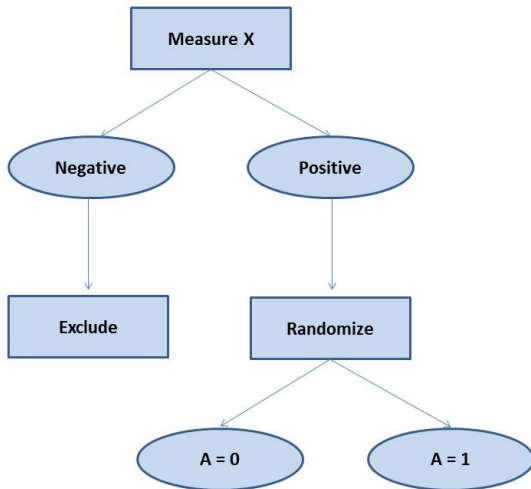 Measure X
Negative
Positive
Exclude
Randomize
A = 0
A = 1